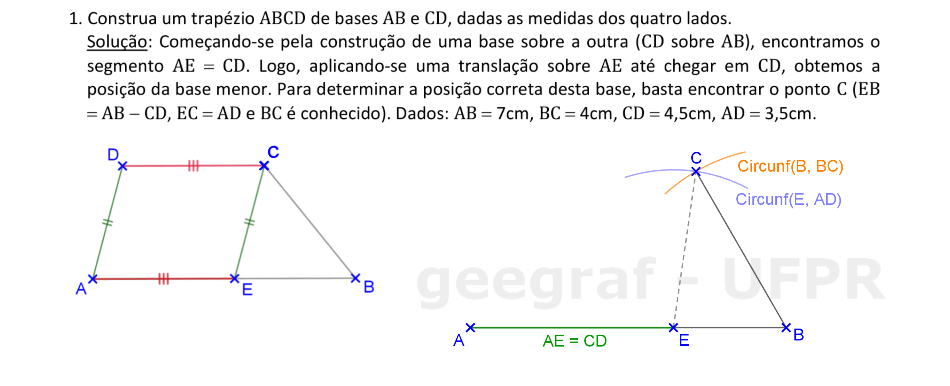 1. Construa um trapézio ABCD de bases AB e CD, dadas as medidas dos quatro lados.
Solução: Começando-se pela construção de uma base sobre a outra (CD sobre AB), encontramos o
segmento AE = CD. Logo, aplicando-se uma translação sobre AE até chegar em CD, obtemos a
posição da base menor. Para determinar a posição correta desta base, basta encontrar o ponto C (EB
= AB – CD, EC = AD e BC é conhecido). Dados: AB = 7cm, BC = 4cm, CD = 4,5cm, AD = 3,5cm.
D
C
A
E
B
C
Circunf(B, BC)
Circunf(E, AD)
geegraf - UFPR
A
AE = CD
E
B